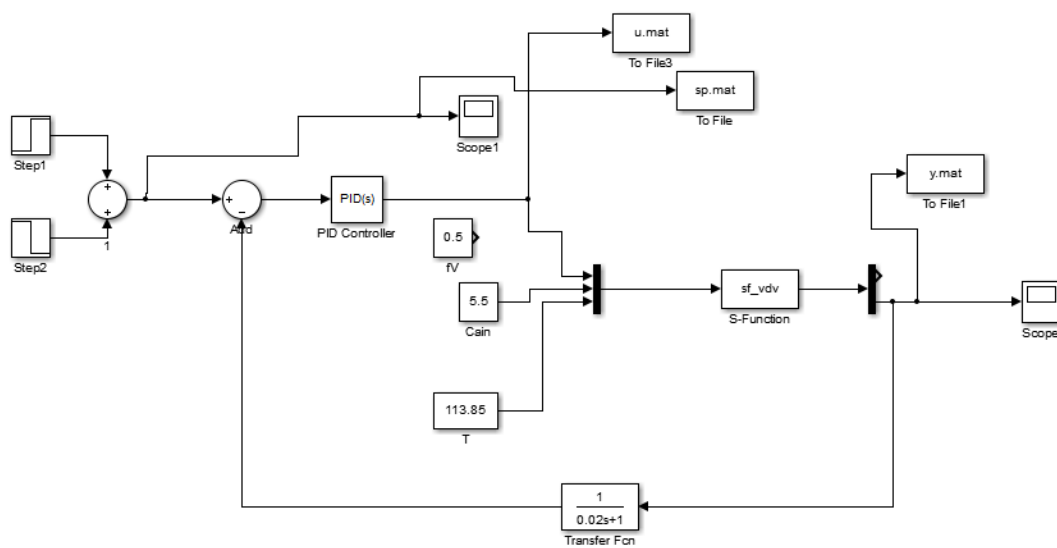 u.mat
To File3
sp.mat
To File
Scope1
Step1
+
+
1
Step2
+
−
Add
PID(s)
PID Controller
0.5
fV
5.5
Cain
113.85
T
sf_vdv
S-Function
y.mat
To File1
Scope
1
0.02s+1
Transfer Fcn